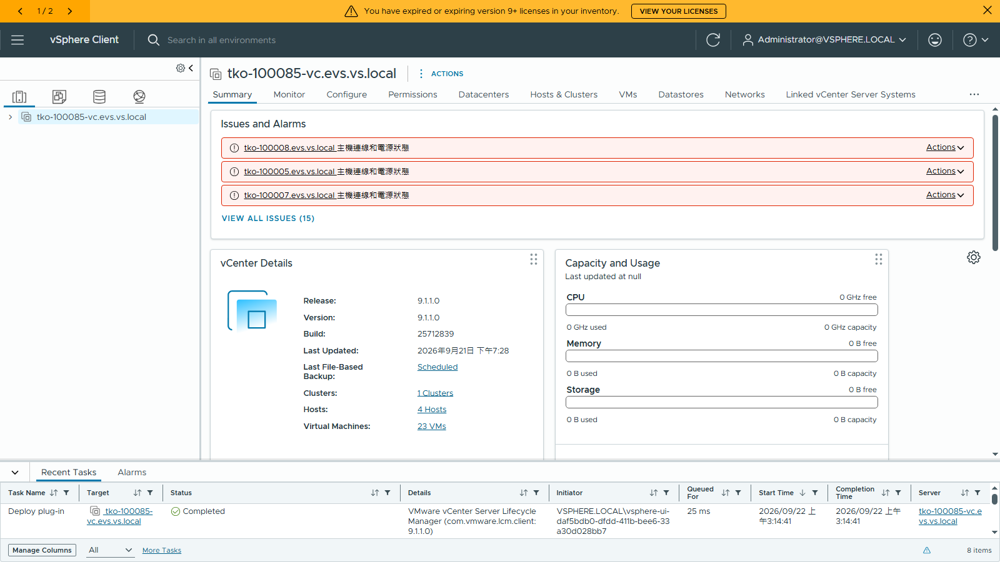 1 / 2
You have expired or expiring version 9+ licenses in your inventory.
VIEW YOUR LICENSES
vSphere Client
Search in all environments
Administrator@VSPHERE.LOCAL
tko-100085-vc.evs.vs.local
tko-100085-vc.evs.vs.local
ACTIONS
Summary
Monitor
Configure
Permissions
Datacenters
Hosts & Clusters
VMs
Datastores
Networks
Linked vCenter Server Systems
Issues and Alarms
tko-100008.evs.vs.local 主機連線和電源狀態
Actions
tko-100005.evs.vs.local 主機連線和電源狀態
Actions
tko-100007.evs.vs.local 主機連線和電源狀態
Actions
VIEW ALL ISSUES (15)
vCenter Details
Release: 9.1.1.0
Version: 9.1.1.0
Build: 25712839
Last Updated: 2026年9月21日 下午7:28
Last File-Based
Backup:
Scheduled
Clusters: 1 Clusters
Hosts: 4 Hosts
Virtual Machines: 23 VMs
Capacity and Usage
Last updated at null
CPU
0 GHz free
0 GHz used
0 GHz capacity
Memory
0 B free
0 B used
0 B capacity
Storage
0 B free
0 B used
0 B capacity
Recent Tasks
Alarms
Task Name
Target
Status
Details
Initiator
Queued
For
Start Time
Completion
Time
Server
Deploy plug-in
tko-100085-
vc.evs.vs.local
Completed
VMware vCenter Server Lifecycle
Manager (com.vmware.lcm.client:
9.1.1.0)
VSPHERE.LOCAL\vsphere-ui-
daf5bdb0-dfdd-411b-bee6-33
a30d028bb7
25 ms
2026/09/22 上
午3:14:41
2026/09/22 上午
3:14:41
tko-100085-vc.e
vs.vs.local
Manage Columns
All
More Tasks
8 items